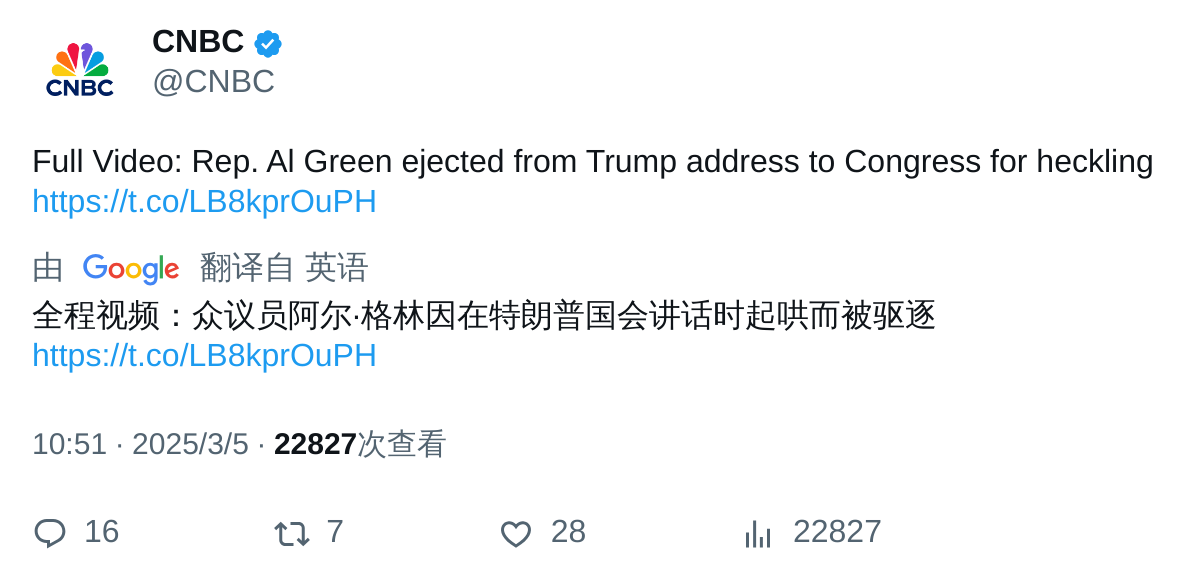 CNBC
CNBC
@CNBC
Full Video: Rep. Al Green ejected from Trump address to Congress for heckling
https://t.co/LB8kprOuPH
由 Google 翻译自 英语
全程视频：众议员阿尔·格林因在特朗普国会讲话时起哄而被驱逐
https://t.co/LB8kprOuPH
10:51 · 2025/3/5 · 22827次查看
16 7 28 22827